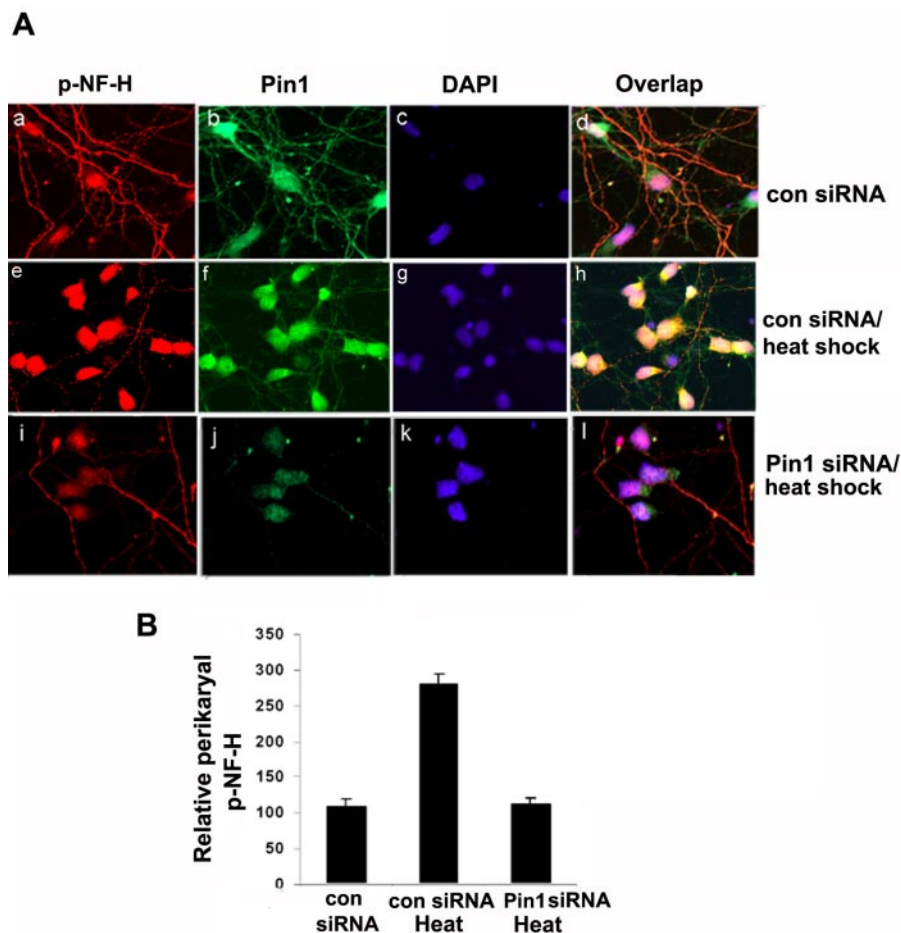 A
p-NF-H Pin1 DAPI Overlap
a b c d
con siRNA
e f g h
con siRNA/
heat shock
i j k l
Pin1 siRNA/
heat shock
B
Relative perikaryal
p-NF-H
350
300
250
200
150
100
50
0
con
siRNA
con siRNA
Heat
Pin1siRNA
Heat